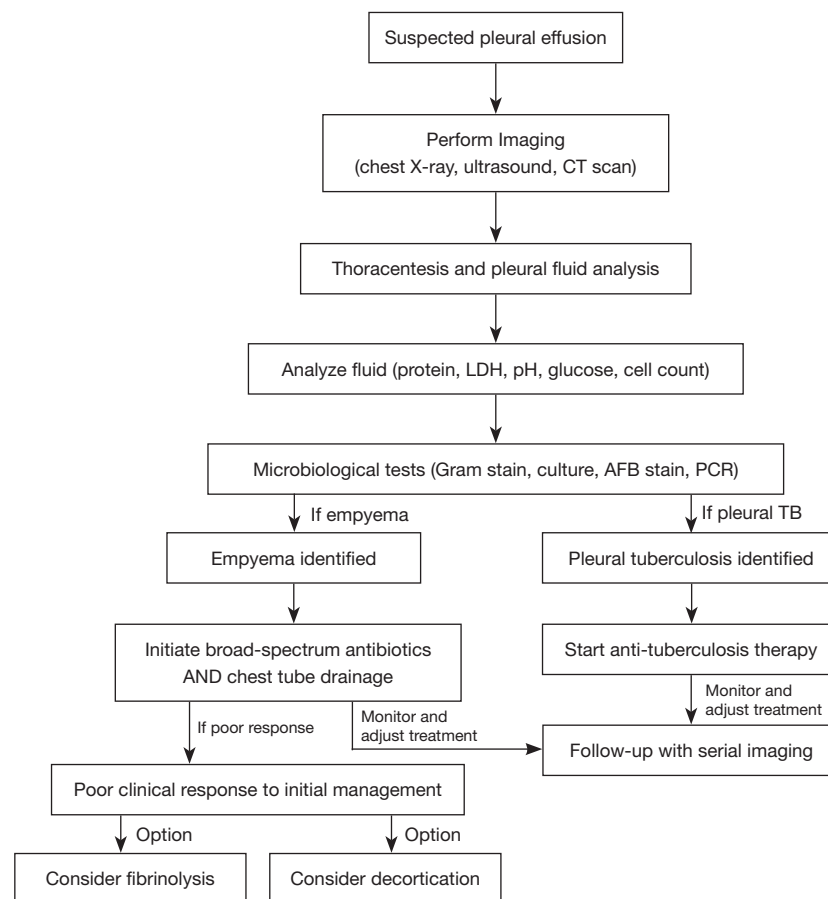 Suspected pleural effusion
Perform Imaging
(chest X-ray, ultrasound, CT scan)
Thoracentesis and pleural fluid analysis
Analyze fluid (protein, LDH, pH, glucose, cell count)
Microbiological tests (Gram stain, culture, AFB stain, PCR)
If empyema
If pleural TB
Empyema identified
Pleural tuberculosis identified
Initiate broad-spectrum antibiotics
AND chest tube drainage
Start anti-tuberculosis therapy
If poor response
Monitor and
adjust treatment
Monitor and
adjust treatment
Follow-up with serial imaging
Poor clinical response to initial management
Option
Option
Consider fibrinolysis
Consider decortication